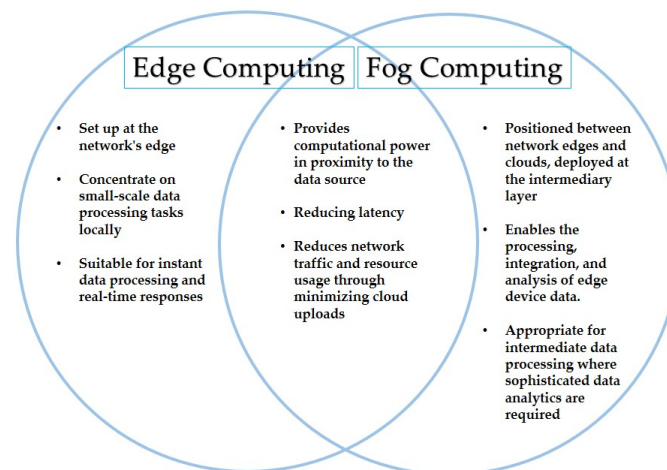 Edge Computing
Fog Computing
• Set up at the
network's edge
• Concentrate on
small-scale data
processing tasks
locally
• Suitable for instant
data processing and
real-time responses
• Provides
computational power
in proximity to the
data source
• Reducing latency
• Reduces network
traffic and resource
usage through
minimizing cloud
uploads
• Positioned between
network edges and
clouds, deployed at
the intermediary
layer
• Enables the
processing,
integration, and
analysis of edge
device data.
• Appropriate for
intermediate data
processing where
sophisticated data
analytics are
required